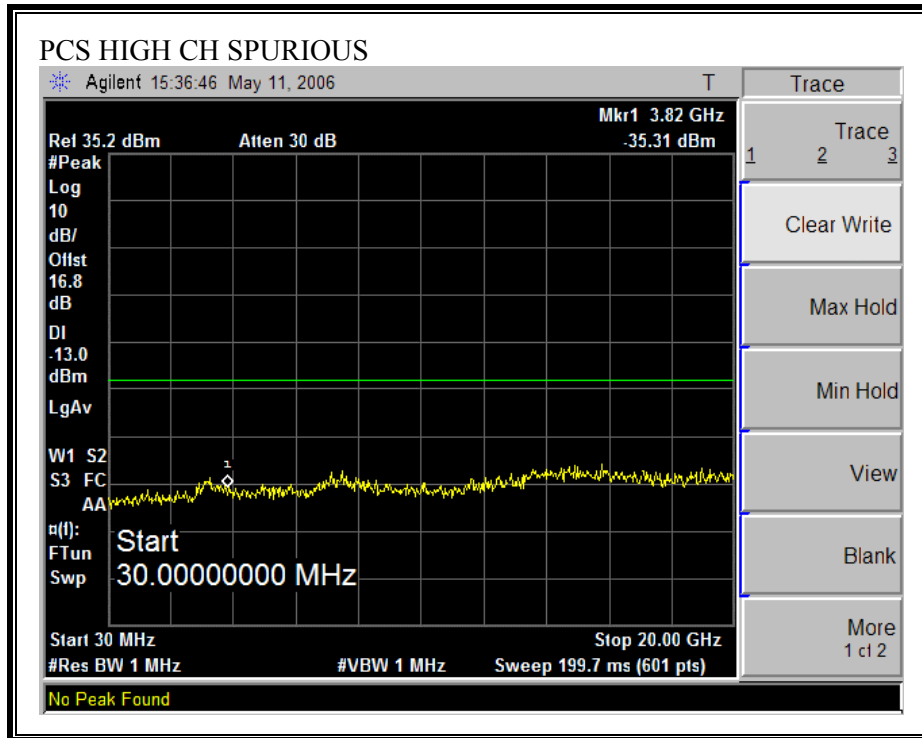 PCS HIGH CH SPURIOUS
Agilent 15:36:46 May 11, 2006 T
Mkr1 3.82 GHz
Ref 35.2 dBm Atten 30 dB -35.31 dBm
#Peak
Log
10
dB/
Offst
16.8
dB
DI
-13.0
dBm
LgAv
W1 S2
S3 FC
AA
¤(f):
FTun
Swp
1
Start
30.00000000 MHz
Start 30 MHz Stop 20.00 GHz
#Res BW 1 MHz #VBW 1 MHz Sweep 199.7 ms (601 pts)
No Peak Found
Trace
Trace
1 2 3
Clear Write
Max Hold
Min Hold
View
Blank
More
1 of 2